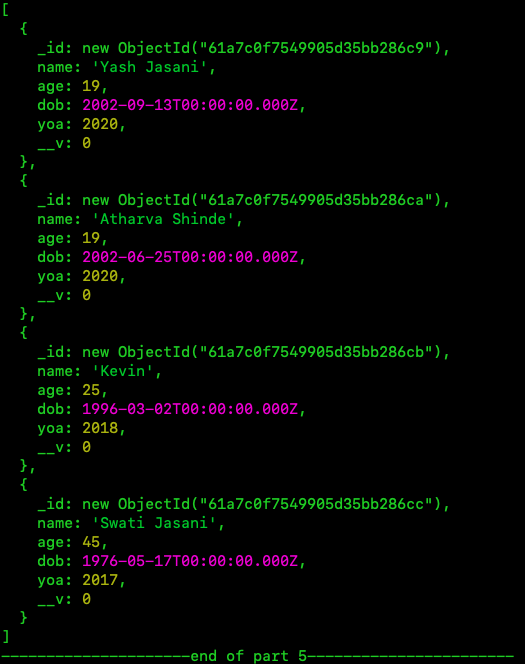 [
  {
    _id: new ObjectId("61a7c0f7549905d35bb286c9"),
    name: 'Yash Jasani',
    age: 19,
    dob: 2002-09-13T00:00:00.000Z,
    yoa: 2020,
    __v: 0
  },
  {
    _id: new ObjectId("61a7c0f7549905d35bb286ca"),
    name: 'Atharva Shinde',
    age: 19,
    dob: 2002-06-25T00:00:00.000Z,
    yoa: 2020,
    __v: 0
  },
  {
    _id: new ObjectId("61a7c0f7549905d35bb286cb"),
    name: 'Kevin',
    age: 25,
    dob: 1996-03-02T00:00:00.000Z,
    yoa: 2018,
    __v: 0
  },
  {
    _id: new ObjectId("61a7c0f7549905d35bb286cc"),
    name: 'Swati Jasani',
    age: 45,
    dob: 1976-05-17T00:00:00.000Z,
    yoa: 2017,
    __v: 0
  }
]
---------------------end of part 5-----------------------